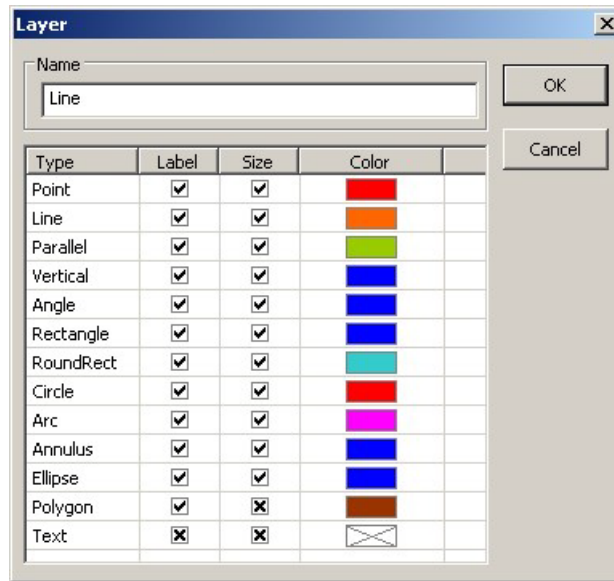 Layer
Name
Line
OK
Cancel
Type Label Size Color
Point
Line
Parallel
Vertical
Angle
Rectangle
RoundRect
Circle
Arc
Annulus
Ellipse
Polygon
Text